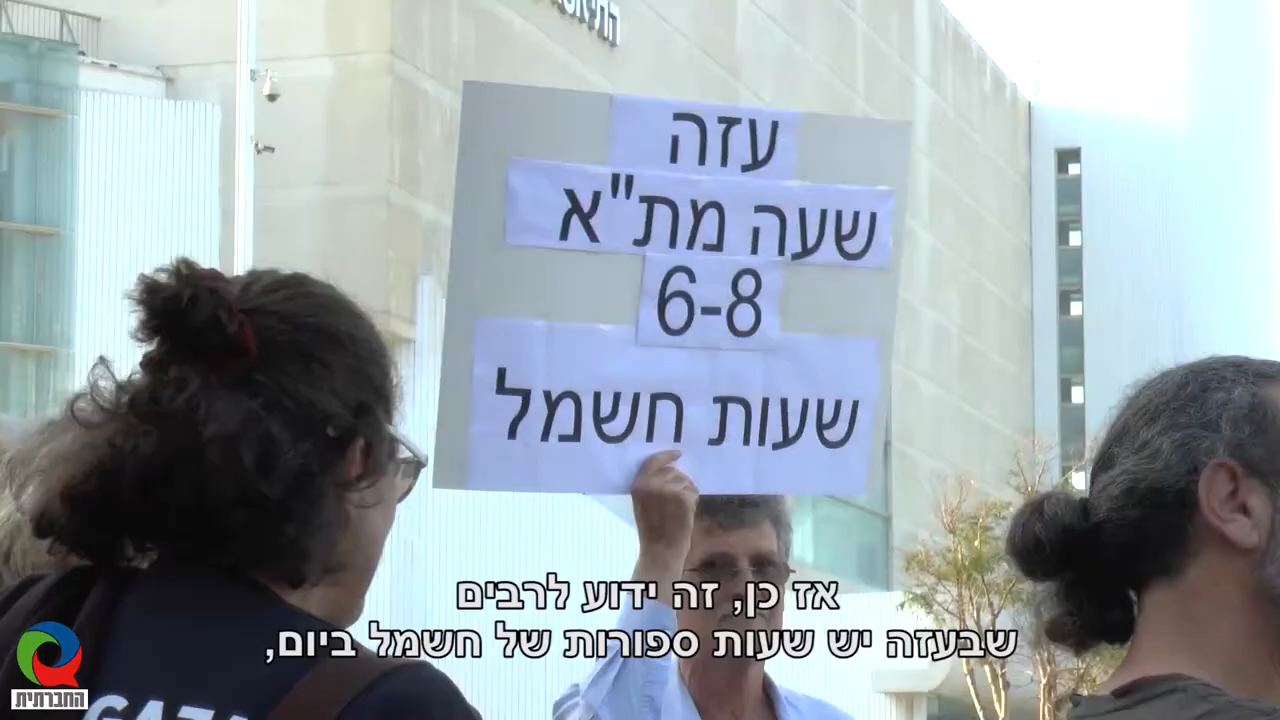 עזה
שעה מת"א
6-8
שעות חשמל
אז כן, זה ידוע לרבים
שבעזה יש שעות ספורות של חשמל ביום,
החברתית
GAZA